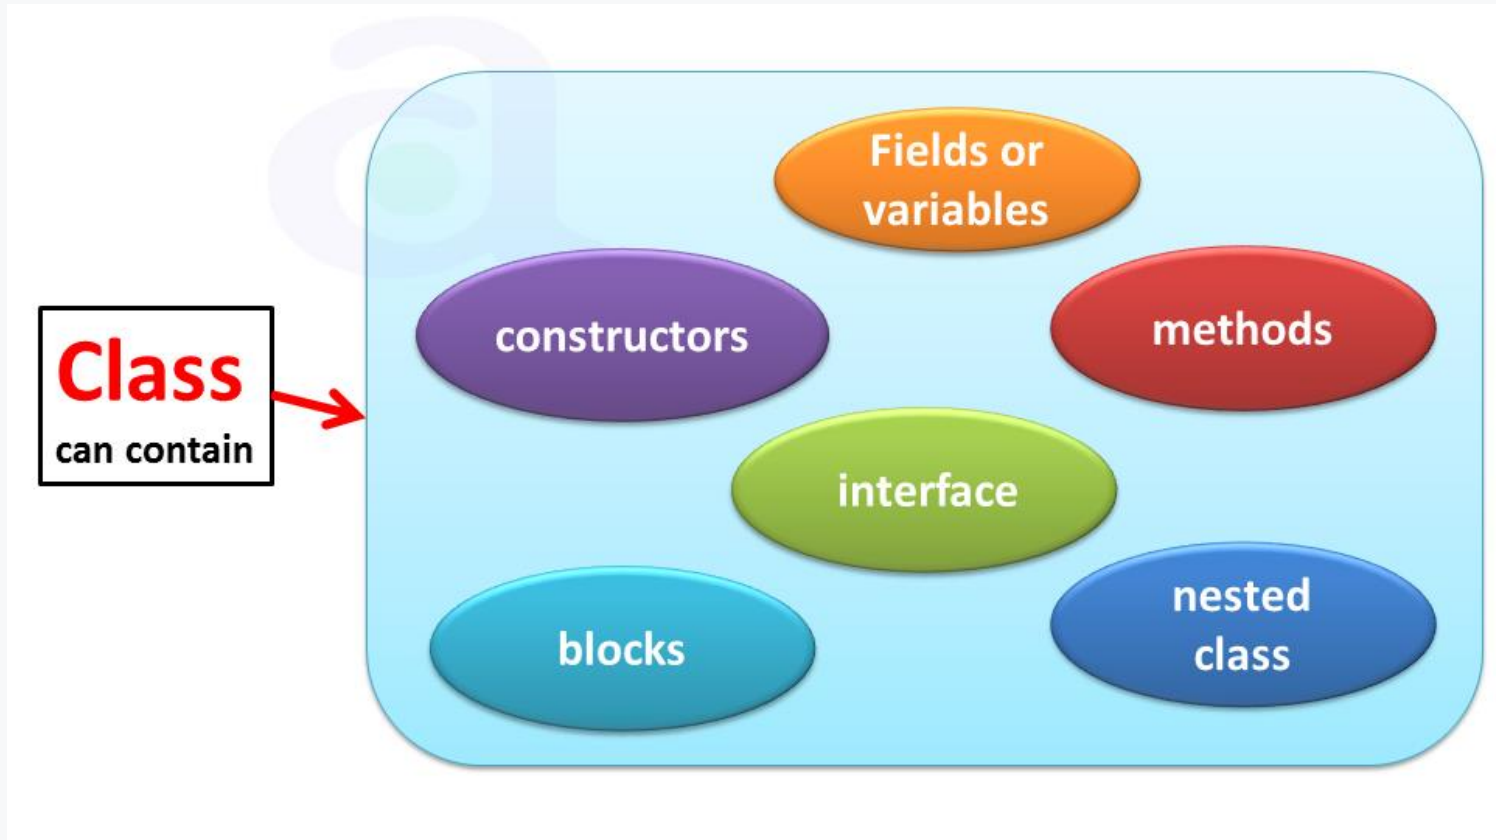 Class
can contain
Fields or
variables
constructors
methods
interface
blocks
nested
class